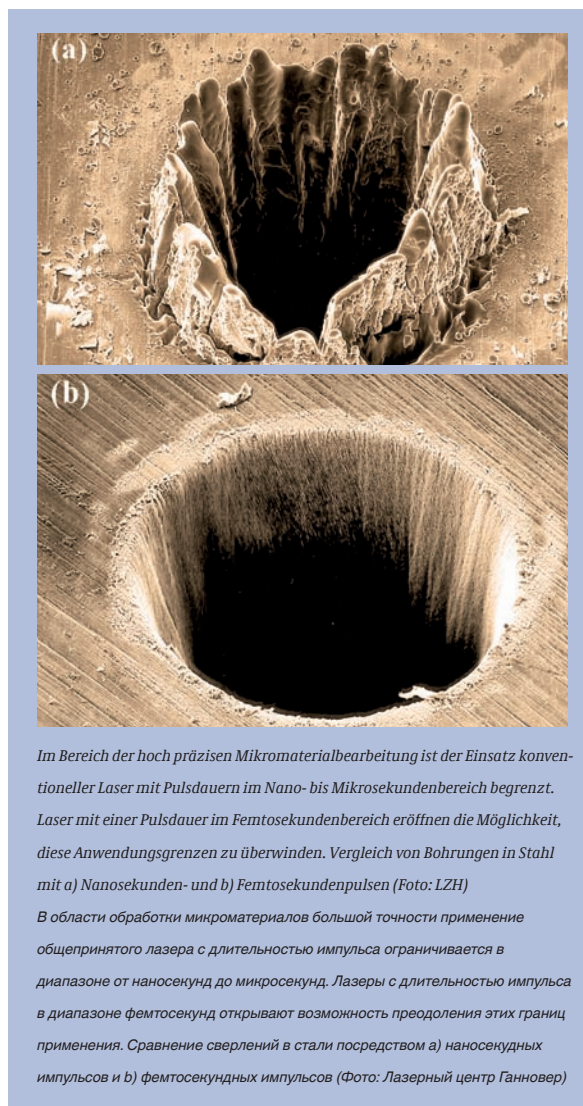 (a)
(b)
Im Bereich der hoch präzisen Mikromaterialbearbeitung ist der Einsatz konven-
tioneller Laser mit Pulsdauern im Nano- bis Mikrosekundenbereich begrenzt.
Laser mit einer Pulsdauer im Femtosekundenbereich eröffnen die Möglichkeit,
diese Anwendungsgrenzen zu überwinden. Vergleich von Bohrungen in Stahl
mit a) Nanosekunden- und b) Femtosekundenpulsen (Foto: LZH)
В области обработки микроматериалов большой точности применение
общепринятого лазера с длительностью импульса ограничивается в
диапазоне от наносекунд до микросекунд. Лазеры с длительностью импульса
в диапазоне фемтосекунд открывают возможность преодоления этих границ
применения. Сравнение сверлений в стали посредством a) наносекудных
импульсов и b) фемтосекундных импульсов (Фото: Лазерный центр Ганновер)